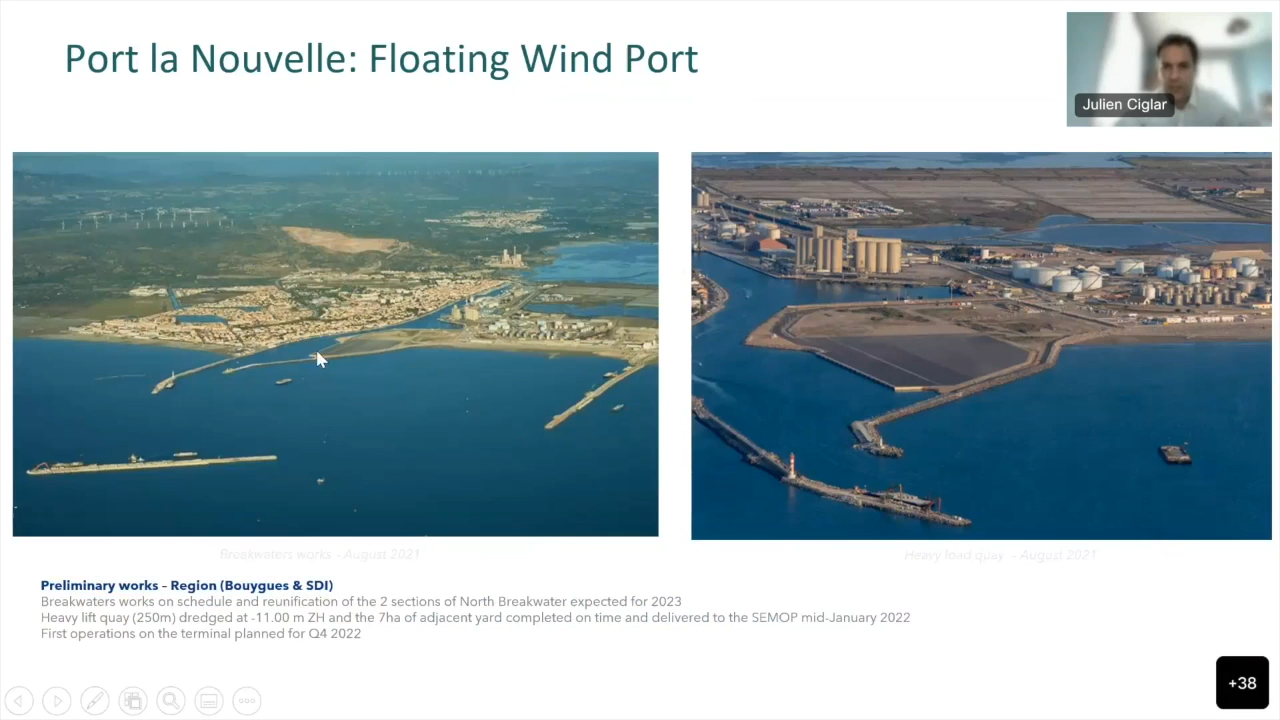 Port la Nouvelle: Floating Wind Port
Julien Ciglar
Breakwaters works - August 2021
Heavy load quay - August 2021
Preliminary works – Region (Bouygues & SDI)
Breakwaters works on schedule and reunification of the 2 sections of North Breakwater expected for 2023
Heavy lift quay (250m) dredged at -11.00 m ZH and the 7ha of adjacent yard completed on time and delivered to the SEMOP mid-January 2022
First operations on the terminal planned for Q4 2022
+38